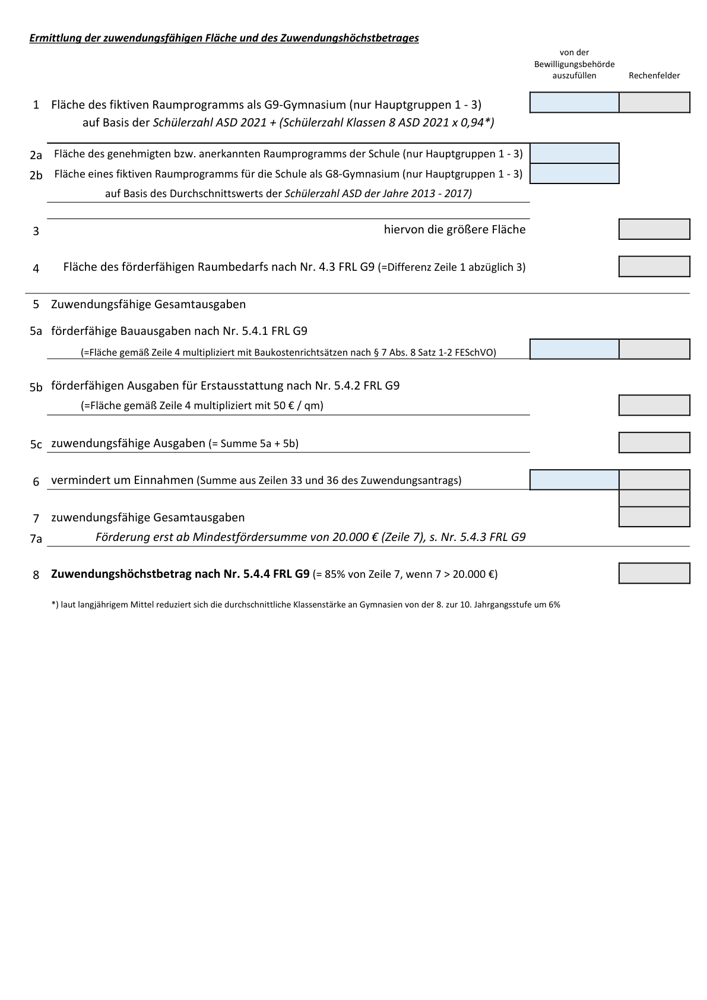 Ermittlung der zuwendungsfähigen Fläche und des Zuwendungshöchstbetrages
von der
Bewilligungsbehörde
auszufüllen
Rechenfelder
1 Fläche des fiktiven Raumprogramms als G9-Gymnasium (nur Hauptgruppen 1 - 3)
auf Basis der Schülerzahl ASD 2021 + (Schülerzahl Klassen 8 ASD 2021 x 0,94*)
2a Fläche des genehmigten bzw. anerkannten Raumprogramms der Schule (nur Hauptgruppen 1 - 3)
2b Fläche eines fiktiven Raumprogramms für die Schule als G8-Gymnasium (nur Hauptgruppen 1 - 3)
auf Basis des Durchschnittswerts der Schülerzahl ASD der Jahre 2013 - 2017)
3 hiervon die größere Fläche
4 Fläche des förderfähigen Raumbedarfs nach Nr. 4.3 FRL G9 (=Differenz Zeile 1 abzüglich 3)
5 Zuwendungsfähige Gesamtausgaben
5a förderfähige Bauausgaben nach Nr. 5.4.1 FRL G9
(=Fläche gemäß Zeile 4 multipliziert mit Baukostenrichtsätzen nach § 7 Abs. 8 Satz 1-2 FESchVO)
5b förderfähigen Ausgaben für Erstausstattung nach Nr. 5.4.2 FRL G9
(=Fläche gemäß Zeile 4 multipliziert mit 50 € / qm)
5c zuwendungsfähige Ausgaben (= Summe 5a + 5b)
6 vermindert um Einnahmen (Summe aus Zeilen 33 und 36 des Zuwendungsantrags)
7 zuwendungsfähige Gesamtausgaben
7a Förderung erst ab Mindestfördersumme von 20.000 € (Zeile 7), s. Nr. 5.4.3 FRL G9
8 Zuwendungshöchstbetrag nach Nr. 5.4.4 FRL G9 (= 85% von Zeile 7, wenn 7 > 20.000 €)
*) laut langjährigem Mittel reduziert sich die durchschnittliche Klassenstärke an Gymnasien von der 8. zur 10. Jahrgangsstufe um 6%